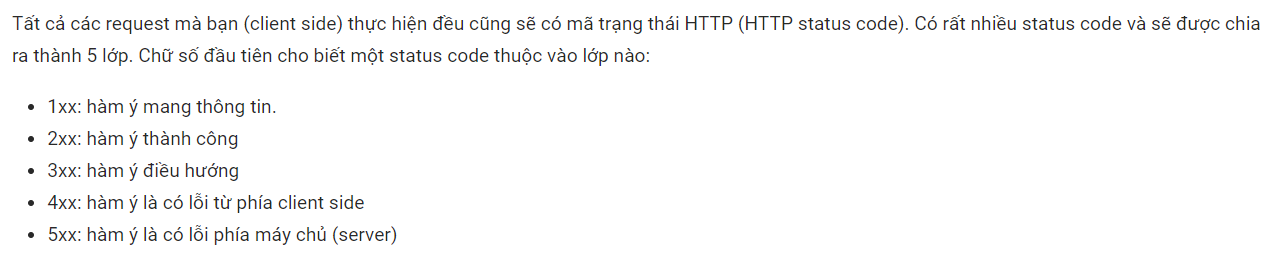 Tất cả các request mà bạn (client side) thực hiện đều cũng sẽ có mã trạng thái HTTP (HTTP status code). Có rất nhiều status code và sẽ được chia
ra thành 5 lớp. Chữ số đầu tiên cho biết một status code thuộc vào lớp nào:
• 1xx: hàm ý mang thông tin.
• 2xx: hàm ý thành công
• 3xx: hàm ý điều hướng
• 4xx: hàm ý là có lỗi từ phía client side
• 5xx: hàm ý là có lỗi phía máy chủ (server)